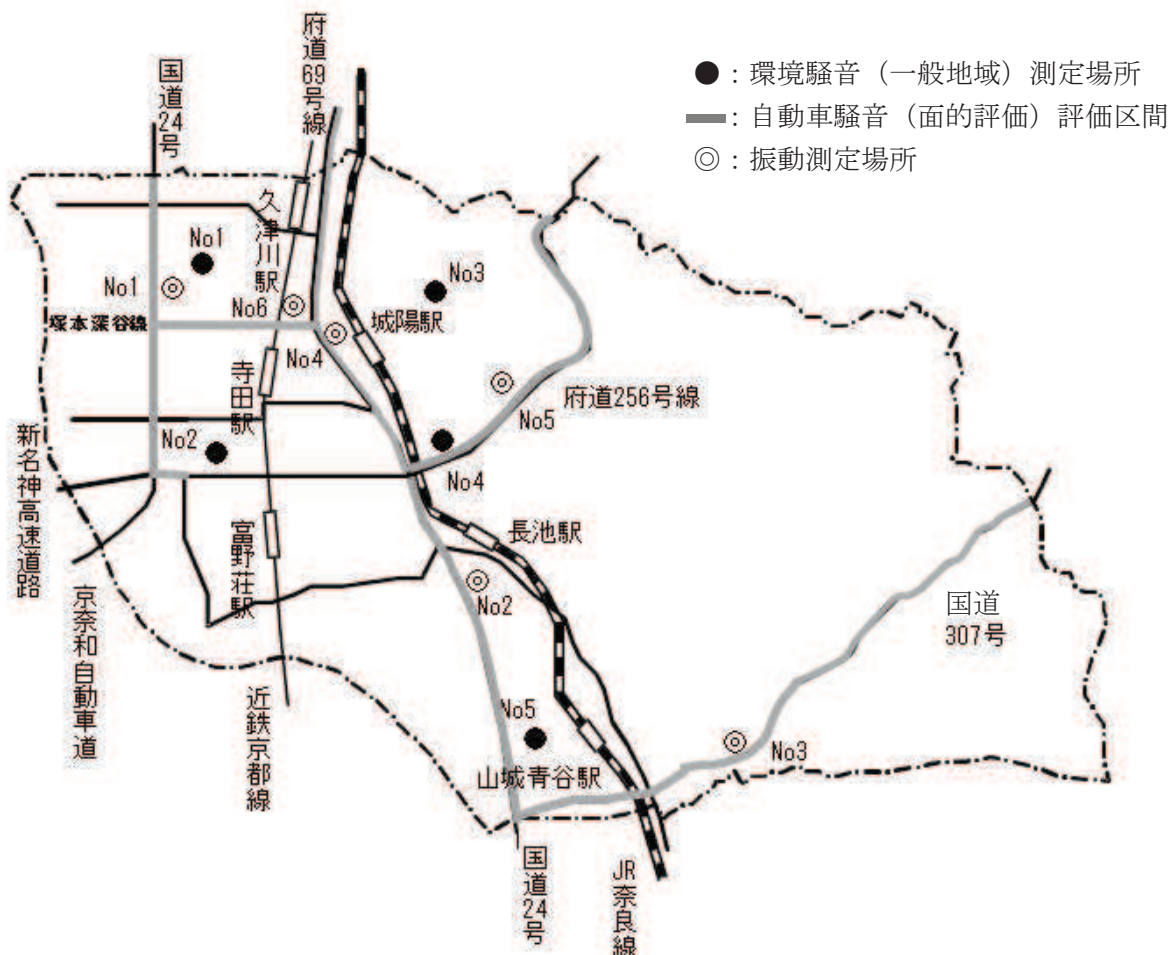 ●：環境騒音（一般地域）測定場所
：自動車騒音（面的評価）評価区間
◎：振動測定場所
府道69号線
国道24号
久津川駅
No1
No3
No1
No6
城陽駅
塚本深谷線
No4
寺田駅
府道256号線
No5
新名神高速道路
No2
No4
長池駅
富野荘駅
No2
京奈和自動車道
国道
307号
近鉄京都線
No5
No3
山城青谷駅
国道24号
JR奈良線